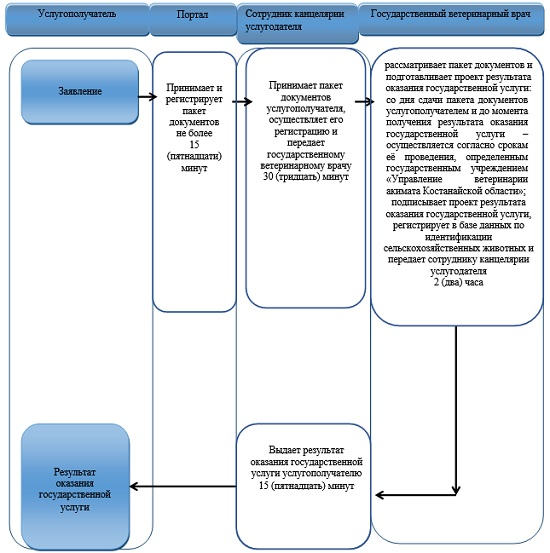 Услугополучатель
Портал
Сотрудник канцелярии
услугодателя
Государственный ветеринарный врач
Заявление
Принимает и
регистрирует
пакет
документов
не более
15
(пятнадцати)
минут
Принимает пакет
документов
услугополучателя,
осуществляет его
регистрацию и
передает
государственному
ветеринарному врачу
30 (тридцать) минут
рассматривает пакет документов и
подготавливает проект результата
оказания государственной услуги:
со дня сдачи пакета документов
услугополучателем и до момента
получения результата оказания
государственной услуги –
осуществляется согласно срокам
её проведения, определенным
государственным учреждением
«Управление ветеринарии
акимата Костанайской области»;
подписывает проект результата
оказания государственной услуги,
регистрирует в базе данных по
идентификации
сельскохозяйственных животных и
передает сотруднику канцелярии
услугодателя
2 (два) часа
Результат
оказания
государственной
услуги
Выдает результат
оказания государственной
услуги услугополучателю
15 (пятнадцать) минут